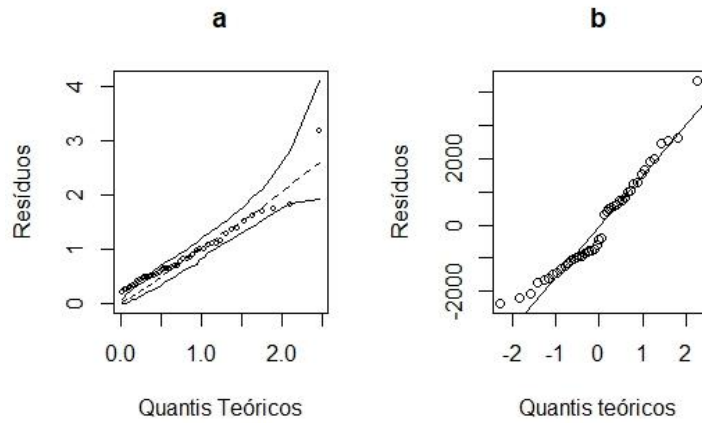 a
b
Resíduos
4
3
2
1
0
0.0
1.0
2.0
Quantis Teóricos
Resíduos
2000
0
-2000
-2
-1
0
1
2
Quantis teóricos